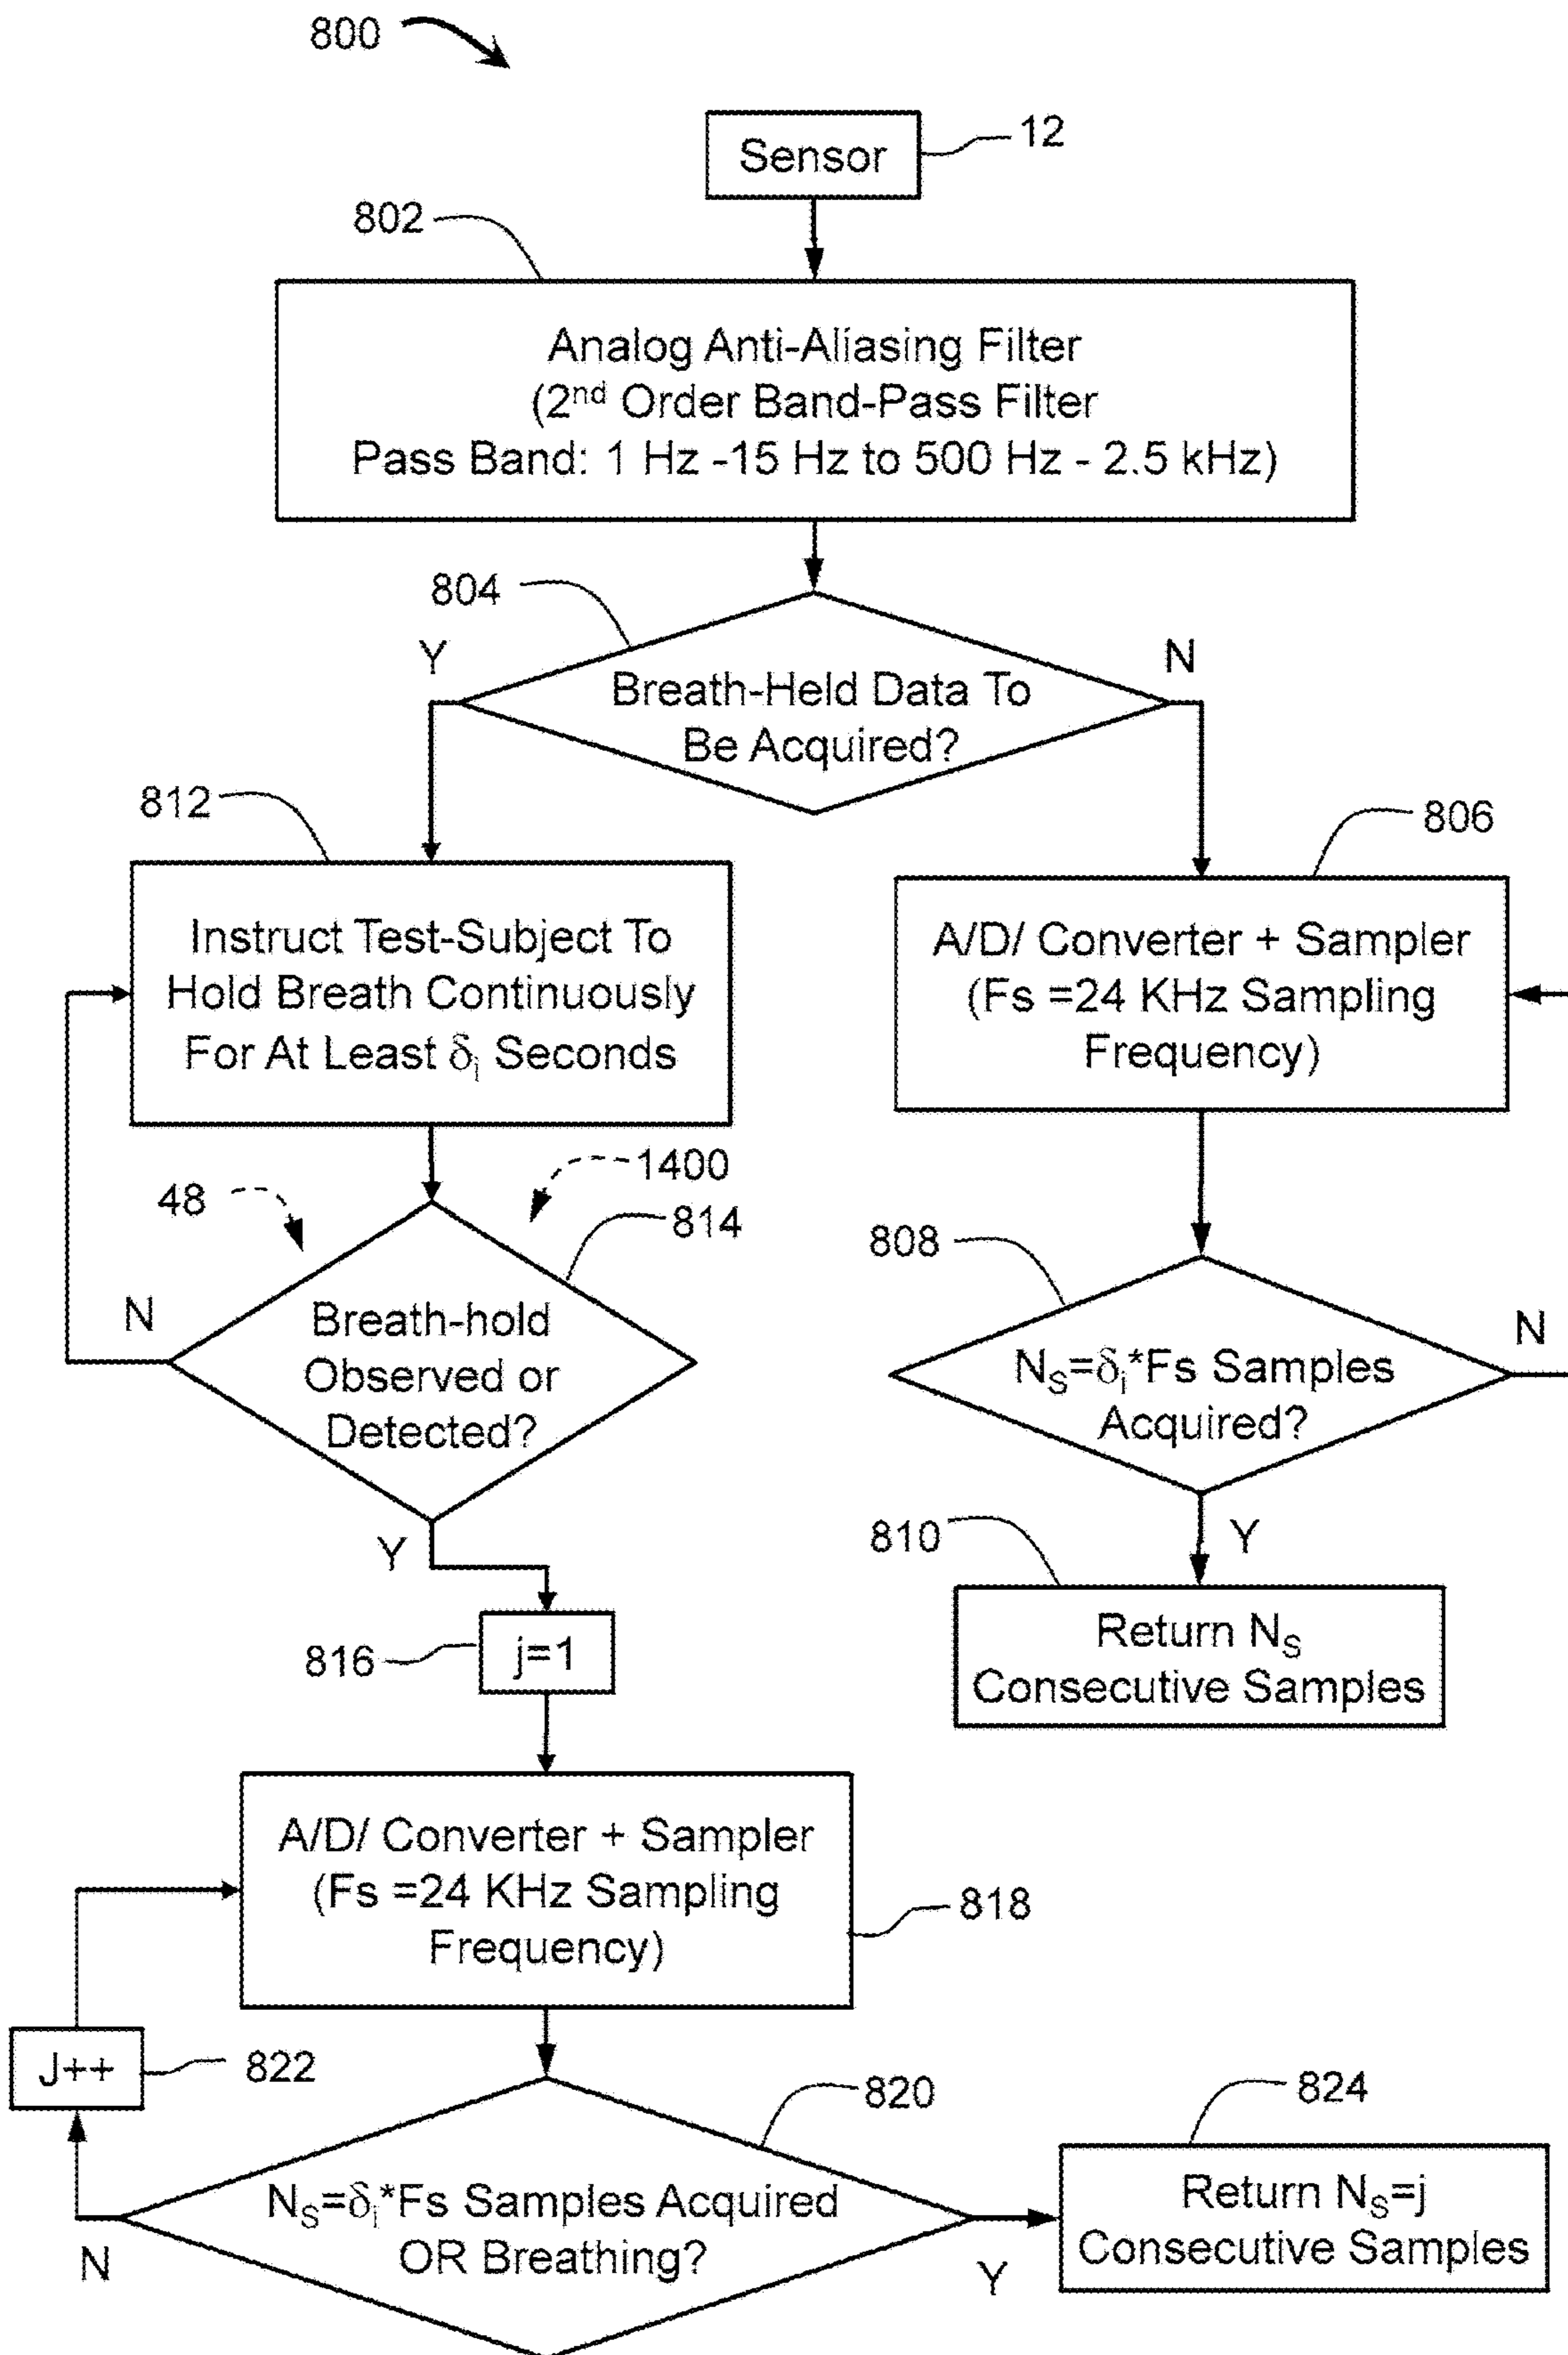 800
Sensor
12
802
Analog Anti-Aliasing Filter
(2nd Order Band-Pass Filter
Pass Band: 1 Hz -15 Hz to 500 Hz - 2.5 kHz)
804
Y
N
Breath-Held Data To
Be Acquired?
812
806
Instruct Test-Subject To
Hold Breath Continuously
For At Least δi Seconds
A/D/ Converter + Sampler
(Fs =24 KHz Sampling
Frequency)
48
1400
814
808
N
Breath-hold
Observed or
Detected?
N
NS=δi*Fs Samples
Acquired?
Y
810
Y
816
j=1
Return NS
Consecutive Samples
A/D/ Converter + Sampler
(Fs =24 KHz Sampling
Frequency)
818
J++
822
820
824
NS=δi*Fs Samples Acquired
OR Breathing?
N
Y
Return NS=j
Consecutive Samples